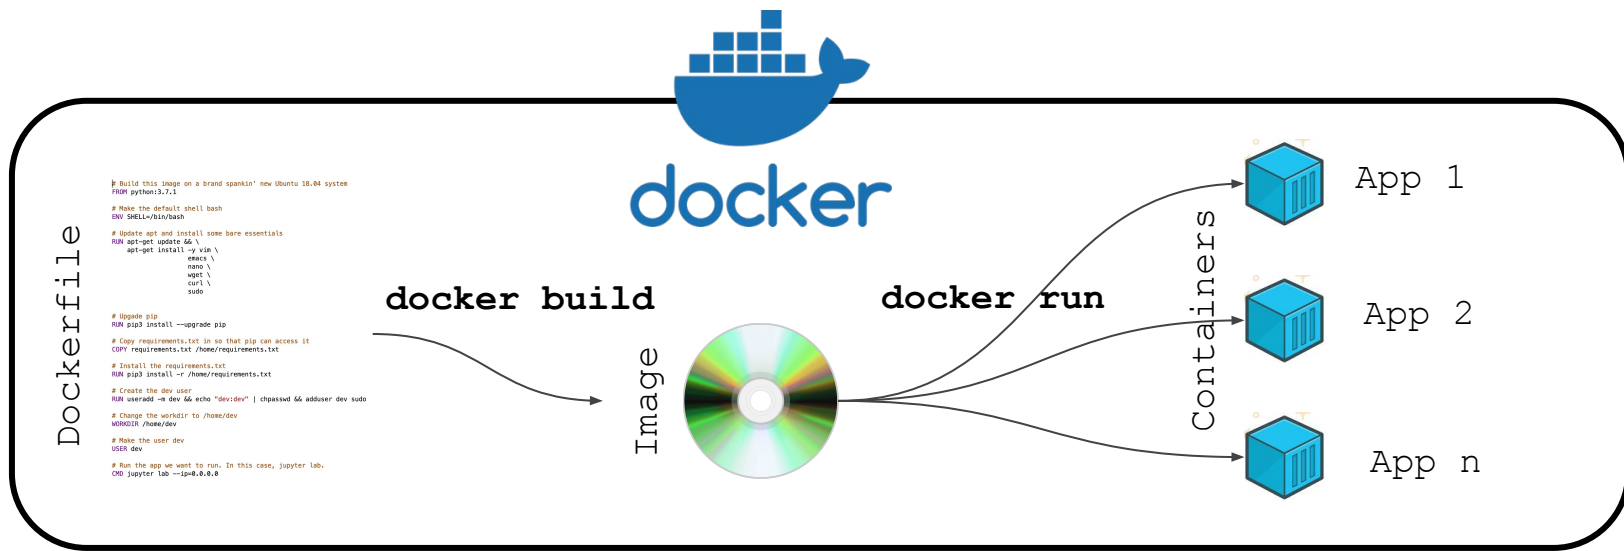 docker
Dockerfile
# Build this image on a brand spankin' new Ubuntu 18.04 system
FROM python:3.7.1
# Make the default shell bash
ENV SHELL=/bin/bash
# Update apt and install some bare essentials
RUN apt-get update && \
apt-get install -y vim \
emacs \
nano \
wget \
curl \
sudo
# Upgade pip
RUN pip3 install --upgrade pip
# Copy requirements.txt in so that pip can access it
COPY requirements.txt /home/requirements.txt
# Install the requirements.txt
RUN pip3 install -r /home/requirements.txt
# Create the dev user
RUN useradd -m dev && echo "dev:dev" | chpasswd && adduser dev sudo
# Change the workdir to /home/dev
WORKDIR /home/dev
# Make the user dev
USER dev
# Run the app we want to run. In this case, jupyter lab.
CMD jupyter lab --ip=0.0.0.0
docker build
Image
docker run
Containers
App 1
App 2
App n